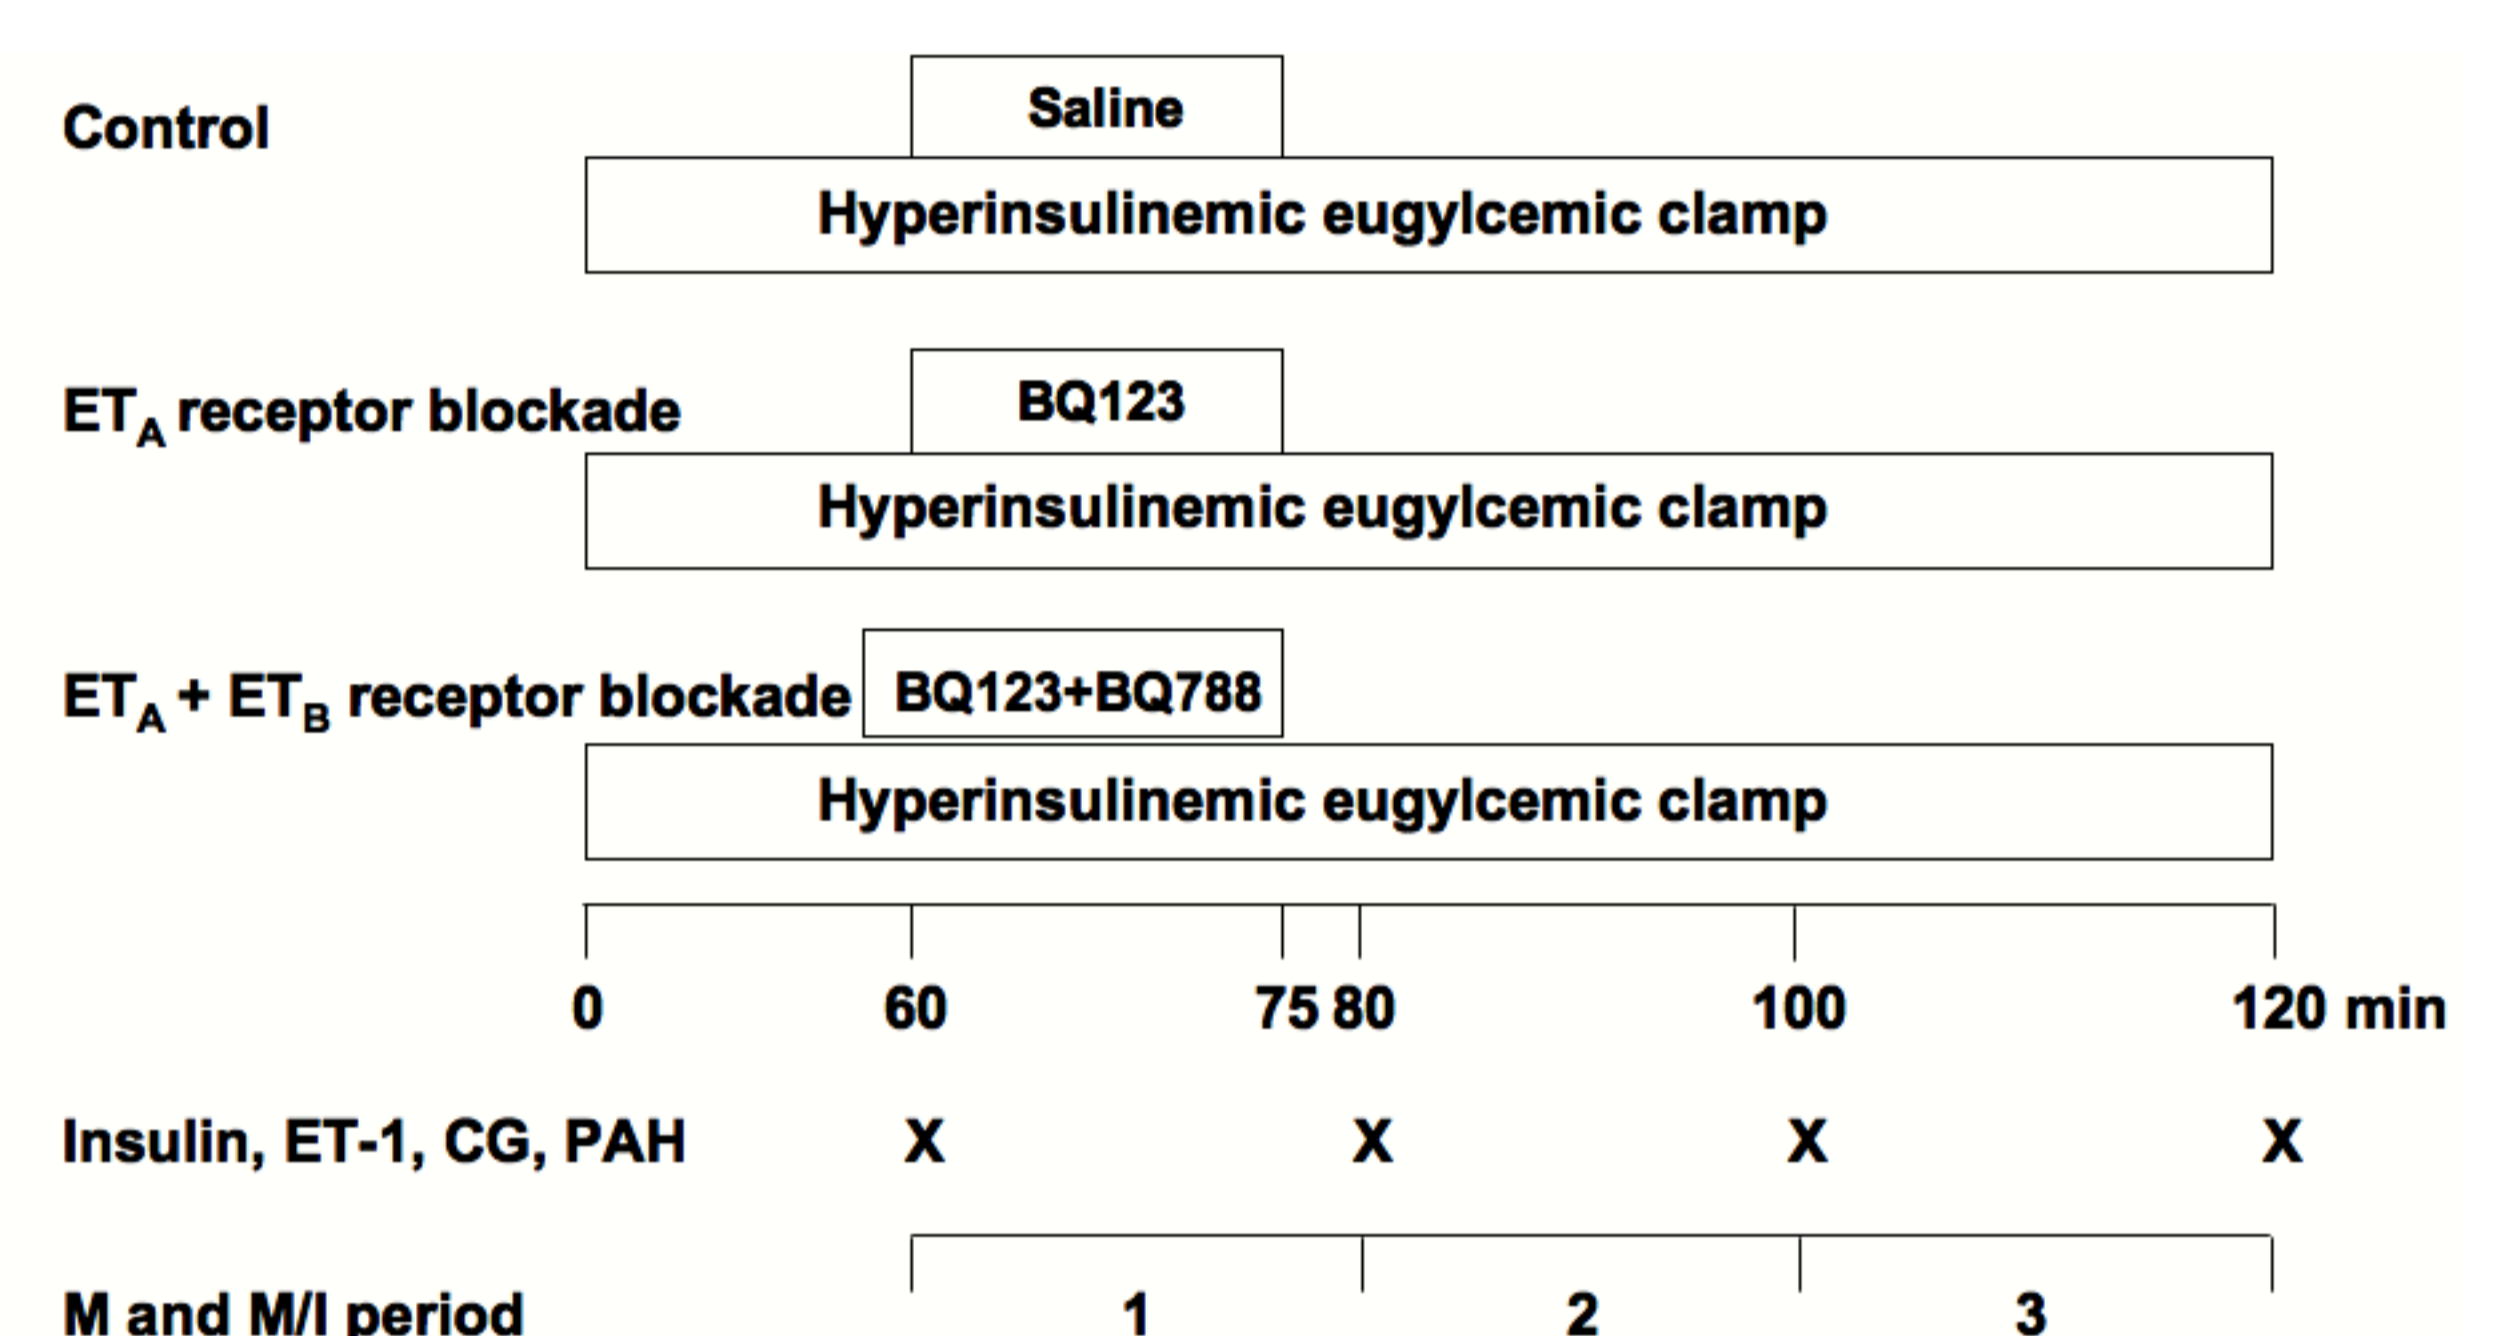 Saline
Control
Hyperinsulinemic eugylcemic clamp
BQ123
ETA receptor blockade
Hyperinsulinemic eugylcemic clamp
ETA + ETB receptor blockade BQ123+BQ788
Hyperinsulinemic eugylcemic clamp
0 60 75 80 100 120 min
Insulin, ET-1, CG, PAH X X X X
M and M/I period 1 2 3